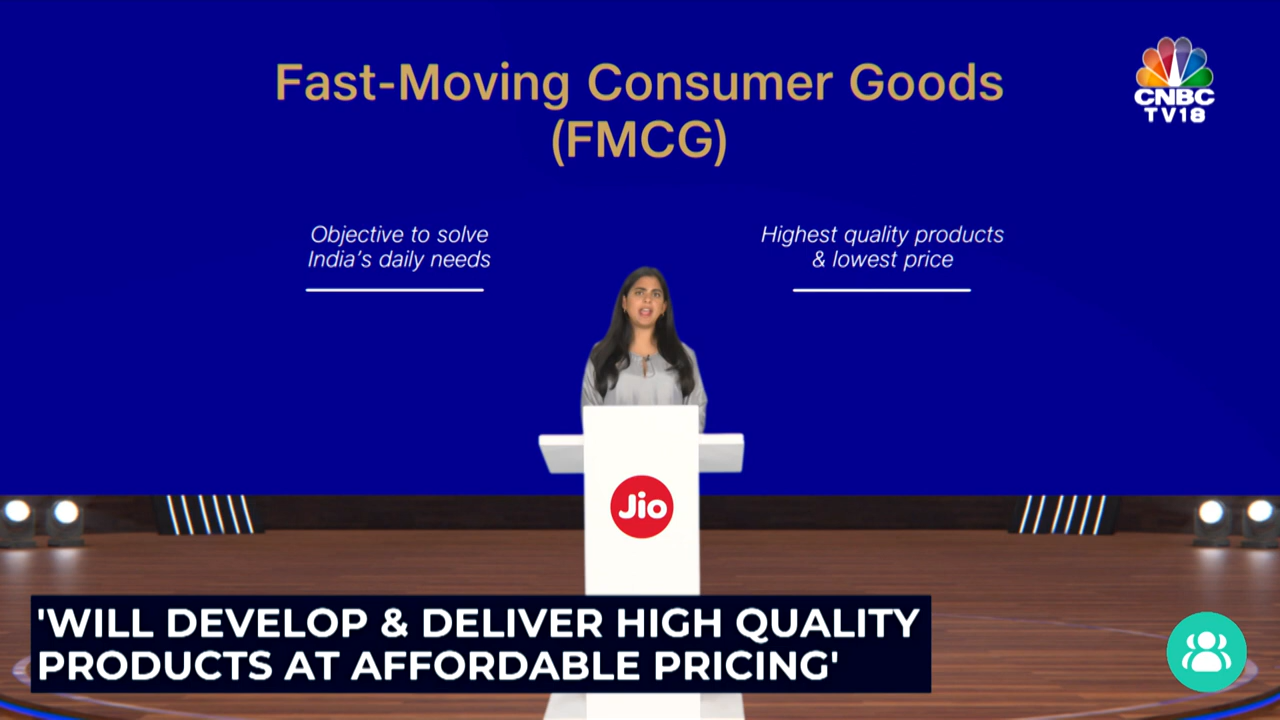 Fast-Moving Consumer Goods
(FMCG)
CNBC
TV18
Objective to solve
India's daily needs
Highest quality products
& lowest price
Jio
'WILL DEVELOP & DELIVER HIGH QUALITY
PRODUCTS AT AFFORDABLE PRICING'